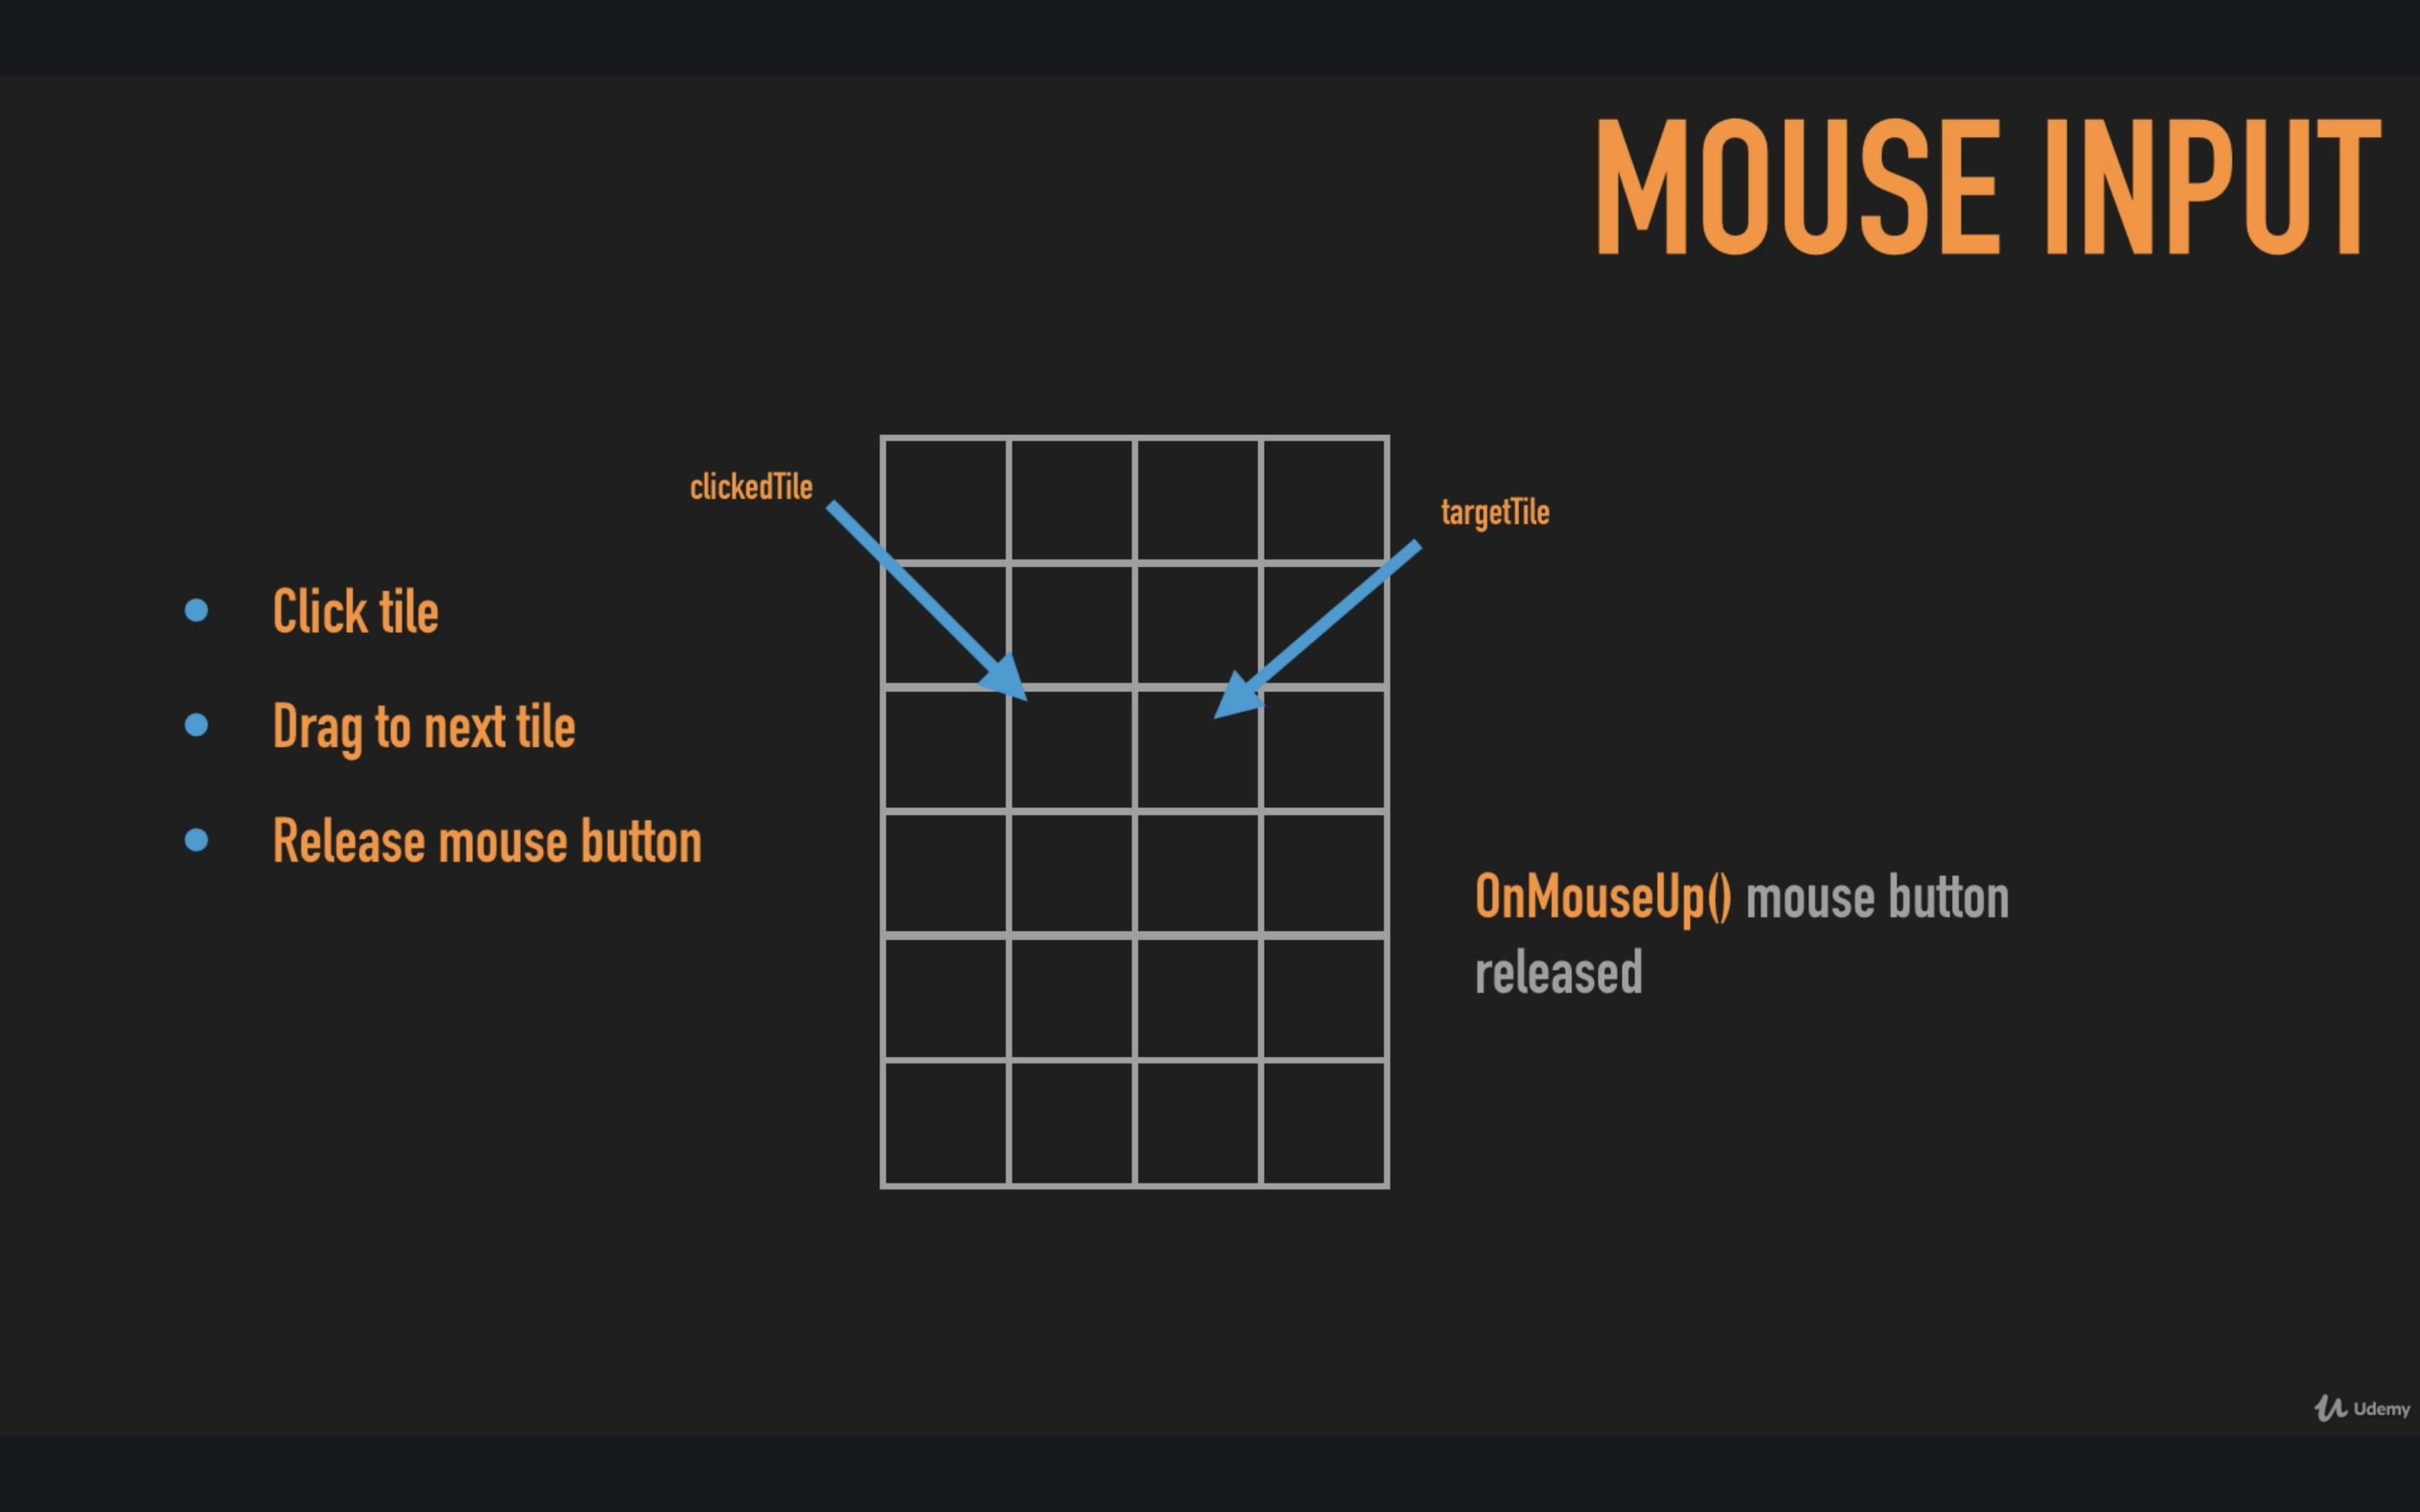 MOUSE INPUT
clickedTile
targetTile
Click tile
Drag to next tile
Release mouse button
OnMouseUp() mouse button
released
Udemy